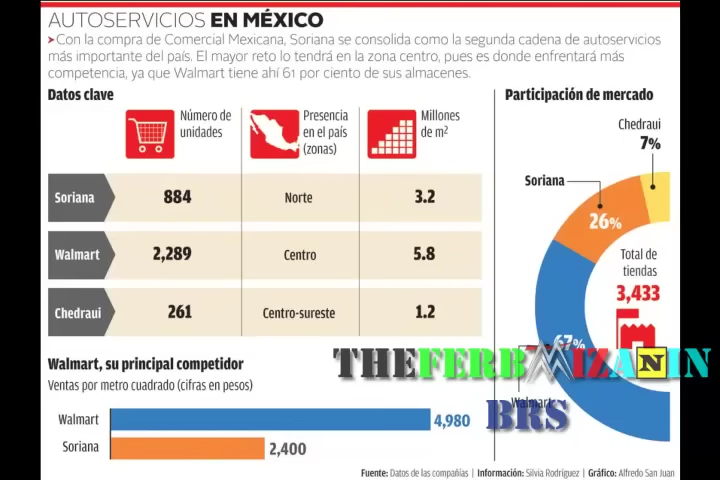 AUTOSERVICIOS EN MÉXICO
Con la compra de Comercial Mexicana, Soriana se consolida como la segunda cadena de autoservicios
más importante del país. El mayor reto lo tendrá en la zona centro, pues es donde enfrentará más
competencia, ya que Walmart tiene ahí 61 por ciento de sus almacenes.
Datos clave
Número de
unidades
Presencia
en el país
(zonas)
Millones
de m²
Soriana 884 Norte 3.2
Walmart 2,289 Centro 5.8
Chedraui 261 Centro-sureste 1.2
Participación de mercado
Chedraui
7%
Soriana
26%
Total de
tiendas
3,433
67%
Walmart
THEFERBMIZANIN
BRS
Walmart, su principal competidor
Ventas por metro cuadrado (cifras en pesos)
Walmart 4,980
Soriana 2,400
Fuente: Datos de las compañías | Información: Silvia Rodríguez | Gráfico: Alfredo San Juan